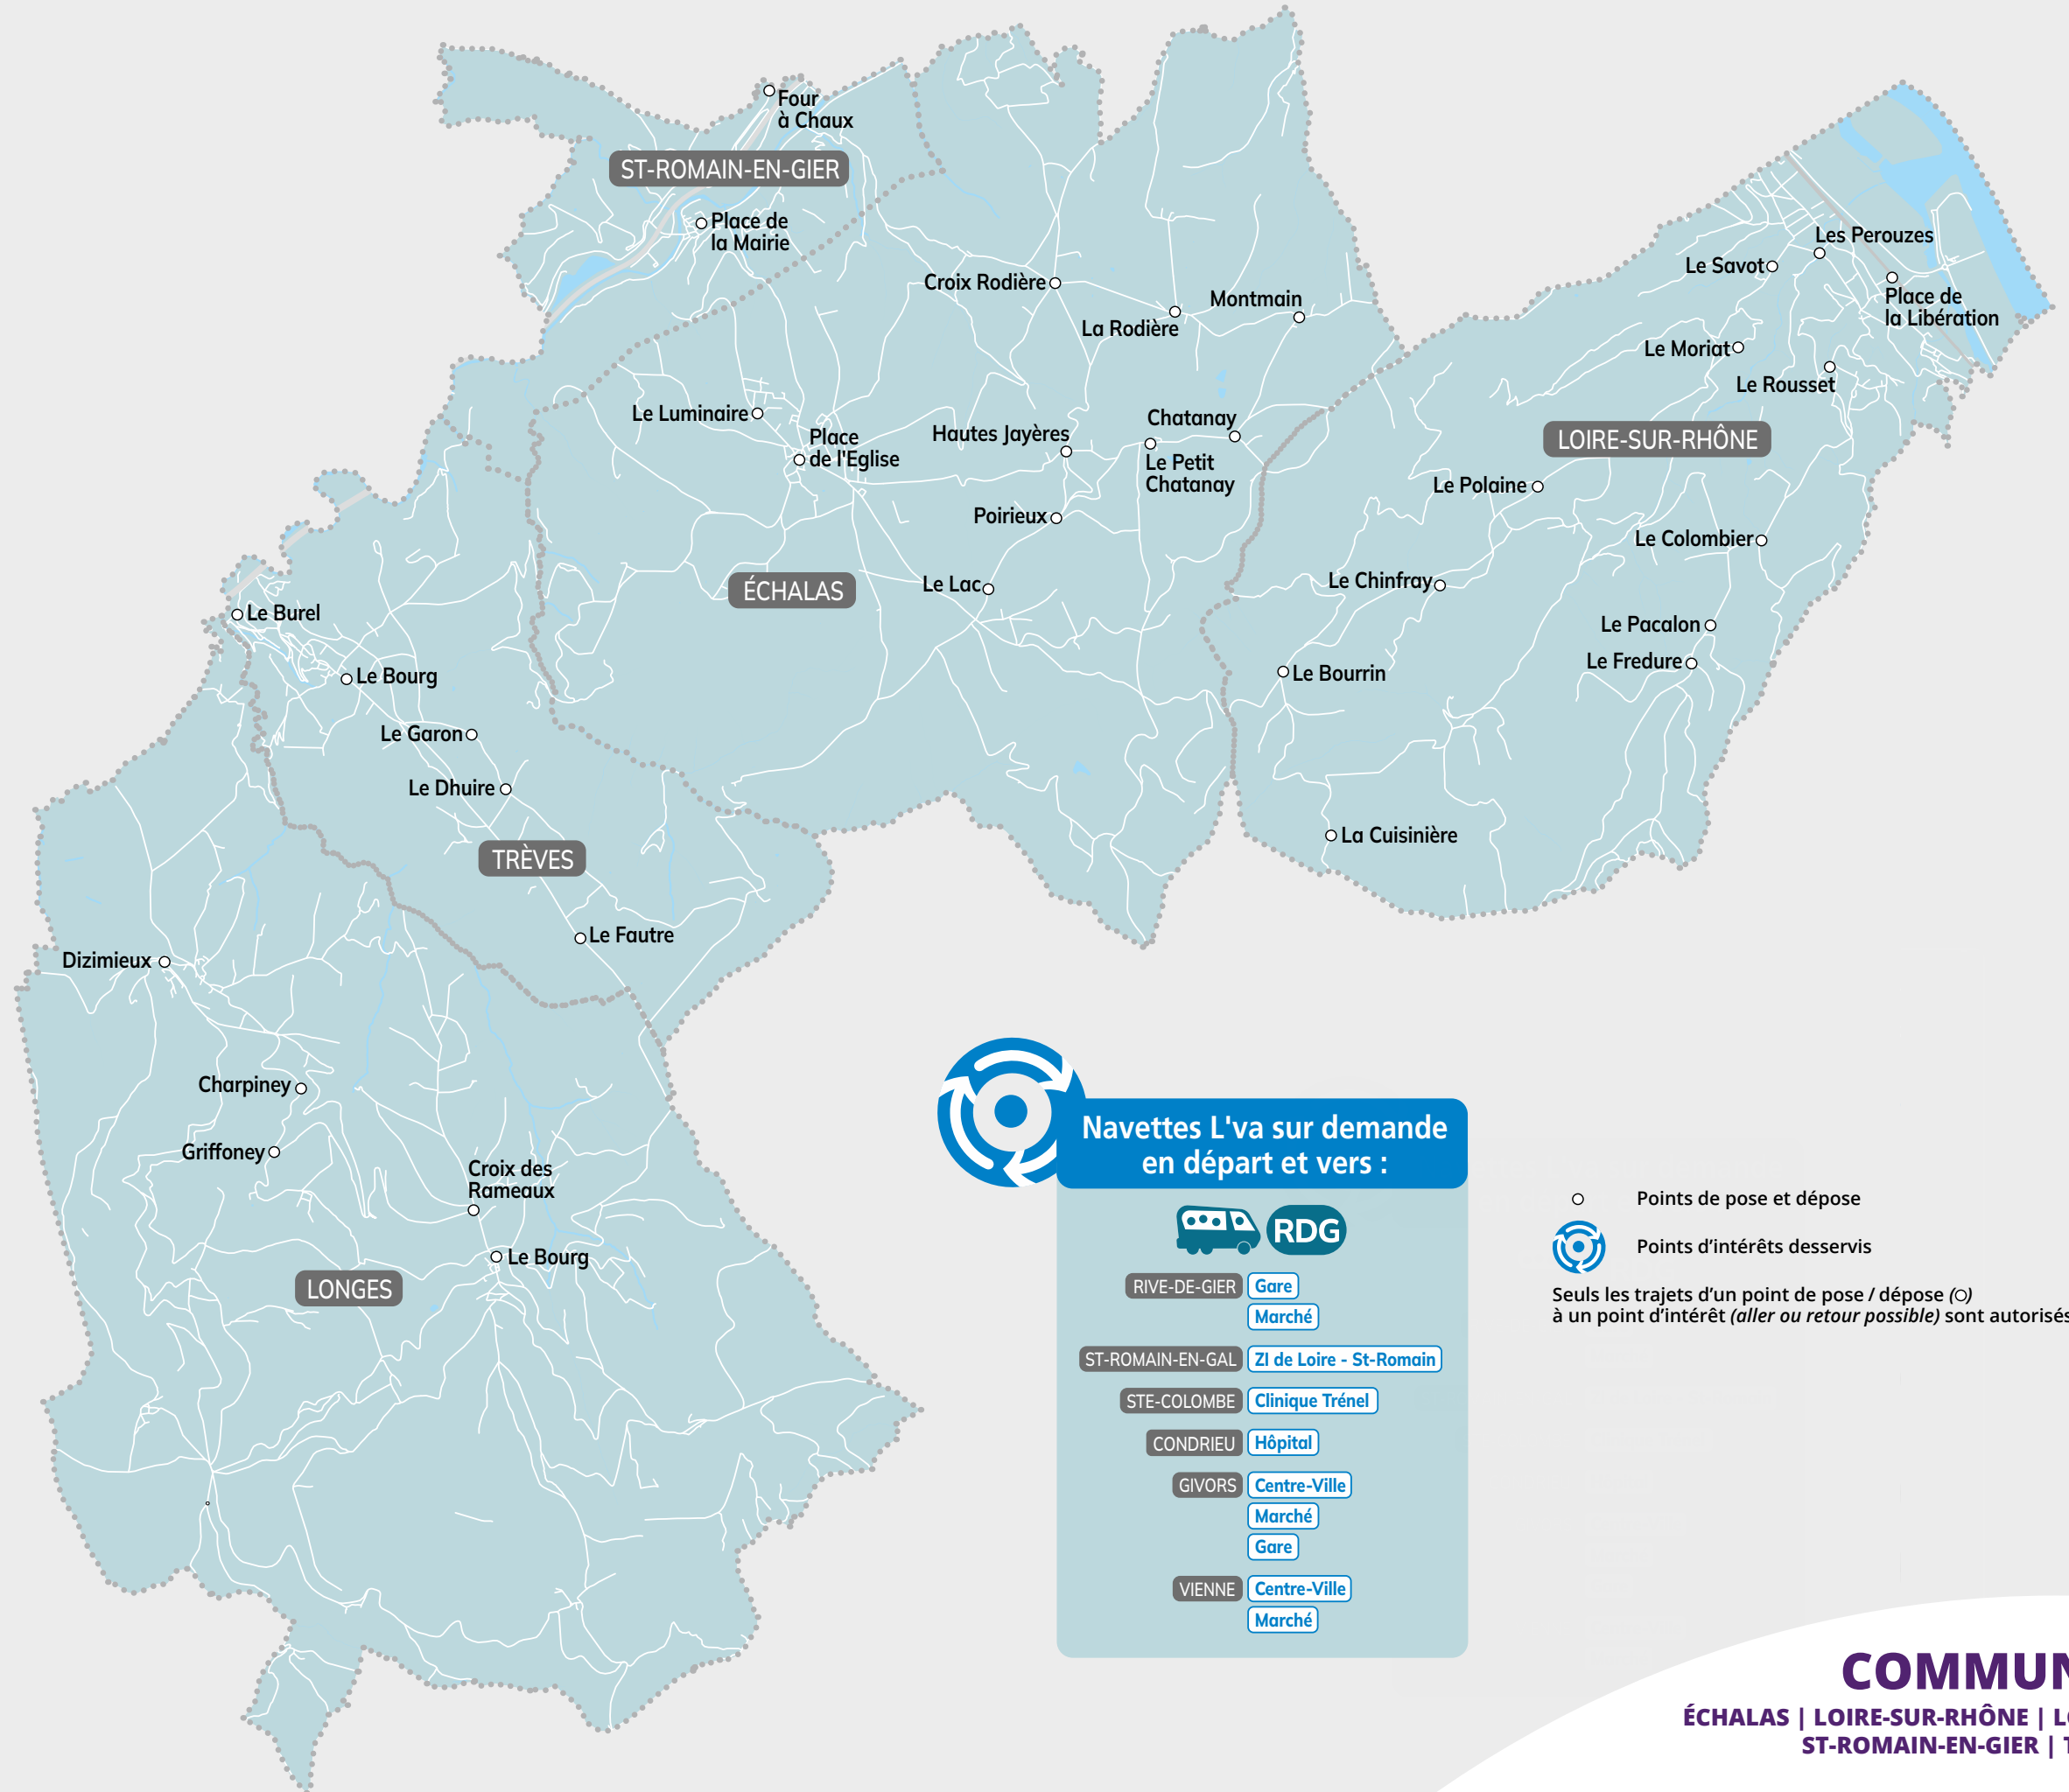 Four
à Chaux
ST-ROMAIN-EN-GIER
Place de
la Mairie
Croix Rodière
La Rodière
Montmain
Le Luminaire
Place
de l'Eglise
Hautes Jayères
Chatanay
Le Petit
Chatanay
Poirieux
Le Lac
ÉCHALAS
Les Perouzes
Le Savot
Place de
la Libération
Le Moriat
Le Rousset
LOIRE-SUR-RHÔNE
Le Polaine
Le Colombier
Le Chinfray
Le Pacalon
Le Fredure
Le Bourrin
La Cuisinière
Le Burel
Le Bourg
Le Garon
Le Dhuire
TRÈVES
Le Fautre
Dizimieux
Charpiney
Griffoney
Croix des
Rameaux
Le Bourg
LONGES
Navettes L'va sur demande
en départ et vers :
RDG
RIVE-DE-GIER Gare
Marché
ST-ROMAIN-EN-GAL ZI de Loire - St-Romain
STE-COLOMBE Clinique Trénel
CONDRIEU Hôpital
GIVORS Centre-Ville
Marché
Gare
VIENNE Centre-Ville
Marché
Points de pose et dépose
Points d’intérêts desservis
Seuls les trajets d’un point de pose / dépose (O)
à un point d’intérêt (aller ou retour possible) sont autorisés
COMMUN
ÉCHALAS | LOIRE-SUR-RHÔNE | LO
ST-ROMAIN-EN-GIER | T